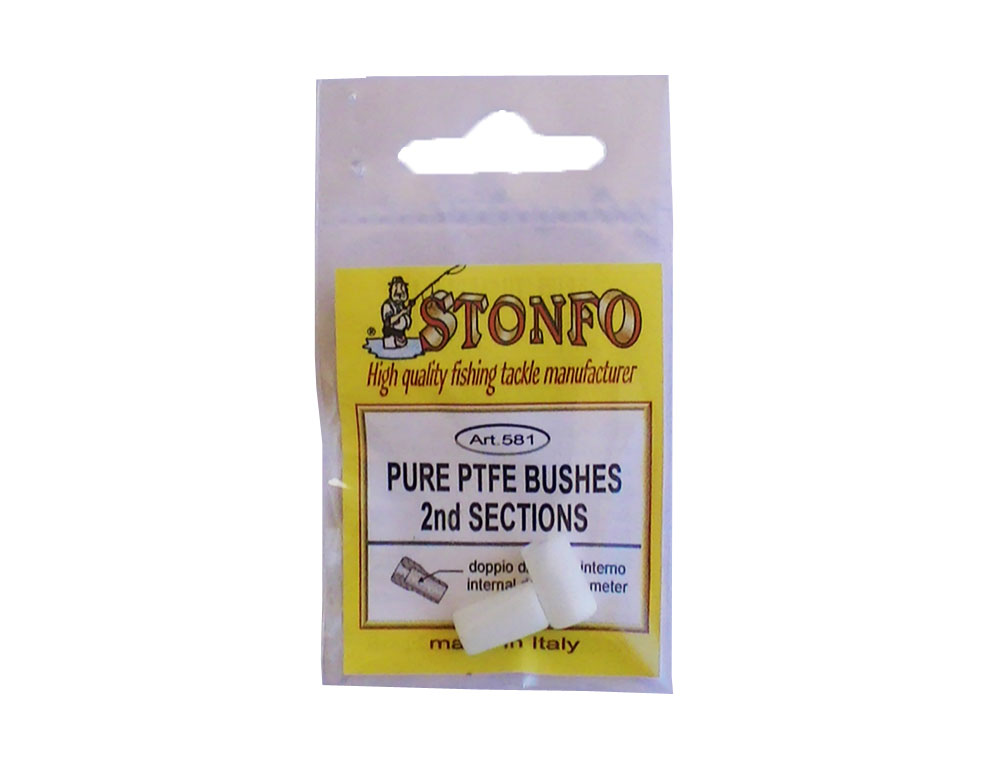 STONFO
®
High quality fishing tackle manufacturer
Art.581
PURE PTFE BUSHES
2nd SECTIONS
doppio interno
internal meter
in Italy